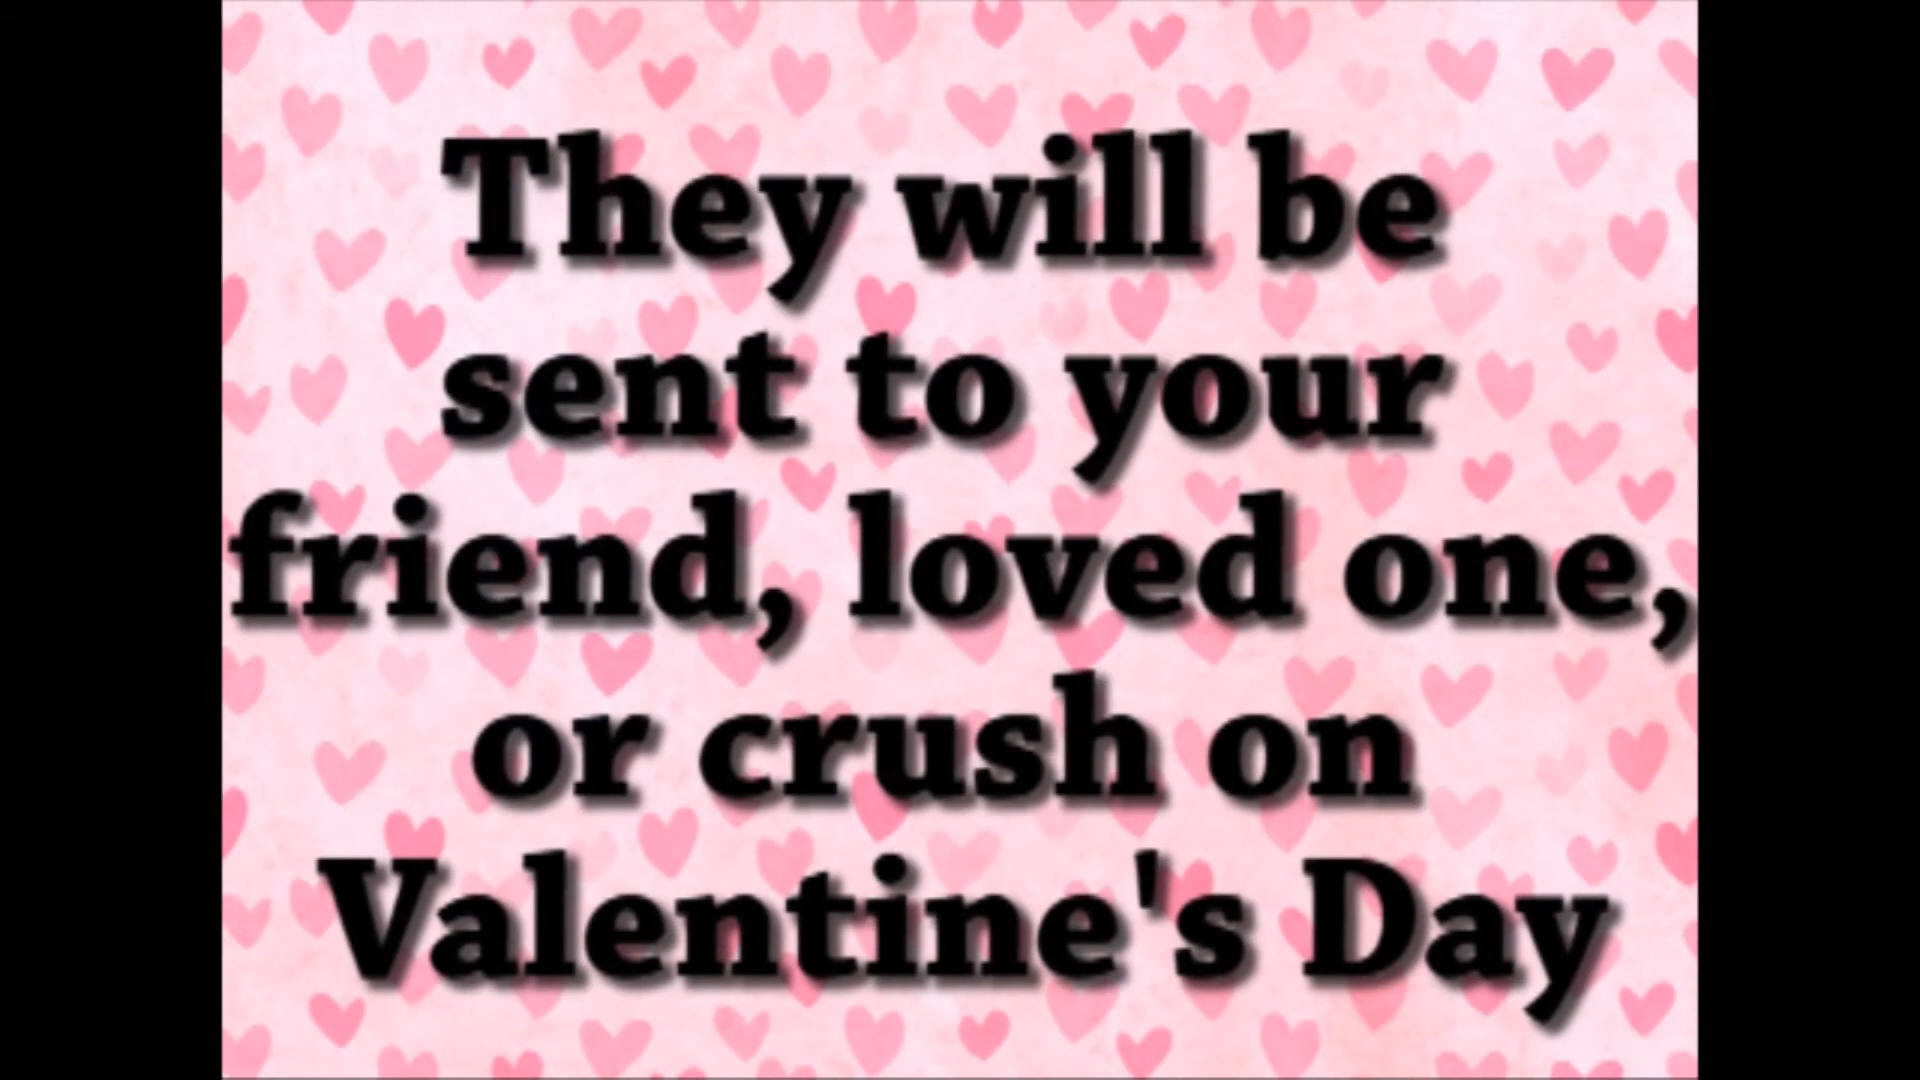 They will be
sent to your
friend, loved one,
or crush on
Valentine's Day